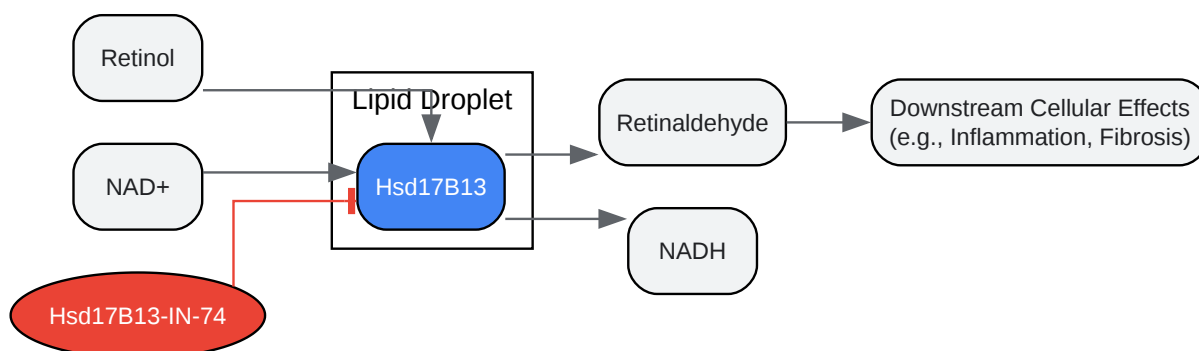 Retinol
Lipid Droplet
Retinaldehyde
Downstream Cellular Effects
(e.g., Inflammation, Fibrosis)
NAD+
Hsd17B13
NADH
Hsd17B13-IN-74